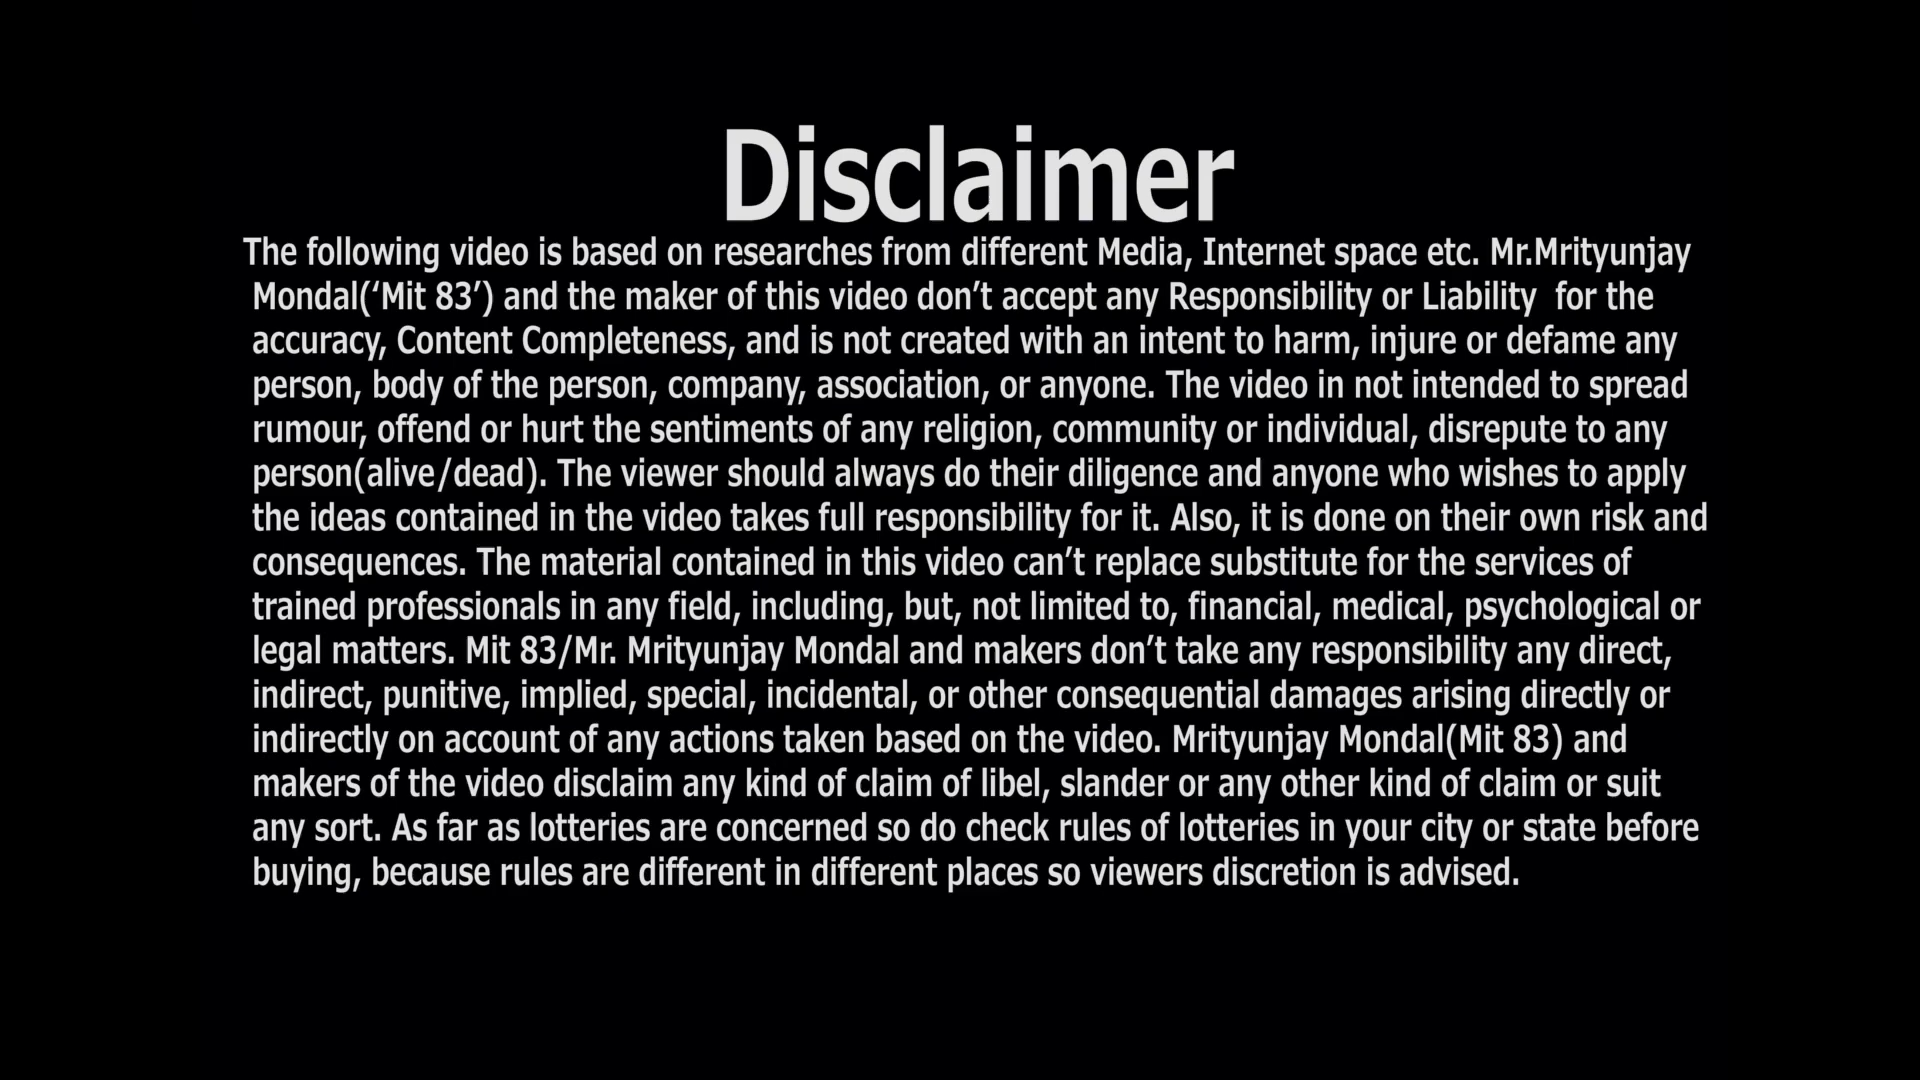 Disclaimer
The following video is based on researches from different Media, Internet space etc. Mr.Mrityunjay
Mondal(‘Mit 83’) and the maker of this video don’t accept any Responsibility or Liability  for the
accuracy, Content Completeness, and is not created with an intent to harm, injure or defame any
person, body of the person, company, association, or anyone. The video in not intended to spread
rumour, offend or hurt the sentiments of any religion, community or individual, disrepute to any
person(alive/dead). The viewer should always do their diligence and anyone who wishes to apply
the ideas contained in the video takes full responsibility for it. Also, it is done on their own risk and
consequences. The material contained in this video can’t replace substitute for the services of
trained professionals in any field, including, but, not limited to, financial, medical, psychological or
legal matters. Mit 83/Mr. Mrityunjay Mondal and makers don’t take any responsibility any direct,
indirect, punitive, implied, special, incidental, or other consequential damages arising directly or
indirectly on account of any actions taken based on the video. Mrityunjay Mondal(Mit 83) and
makers of the video disclaim any kind of claim of libel, slander or any other kind of claim or suit
any sort. As far as lotteries are concerned so do check rules of lotteries in your city or state before
buying, because rules are different in different places so viewers discretion is advised.